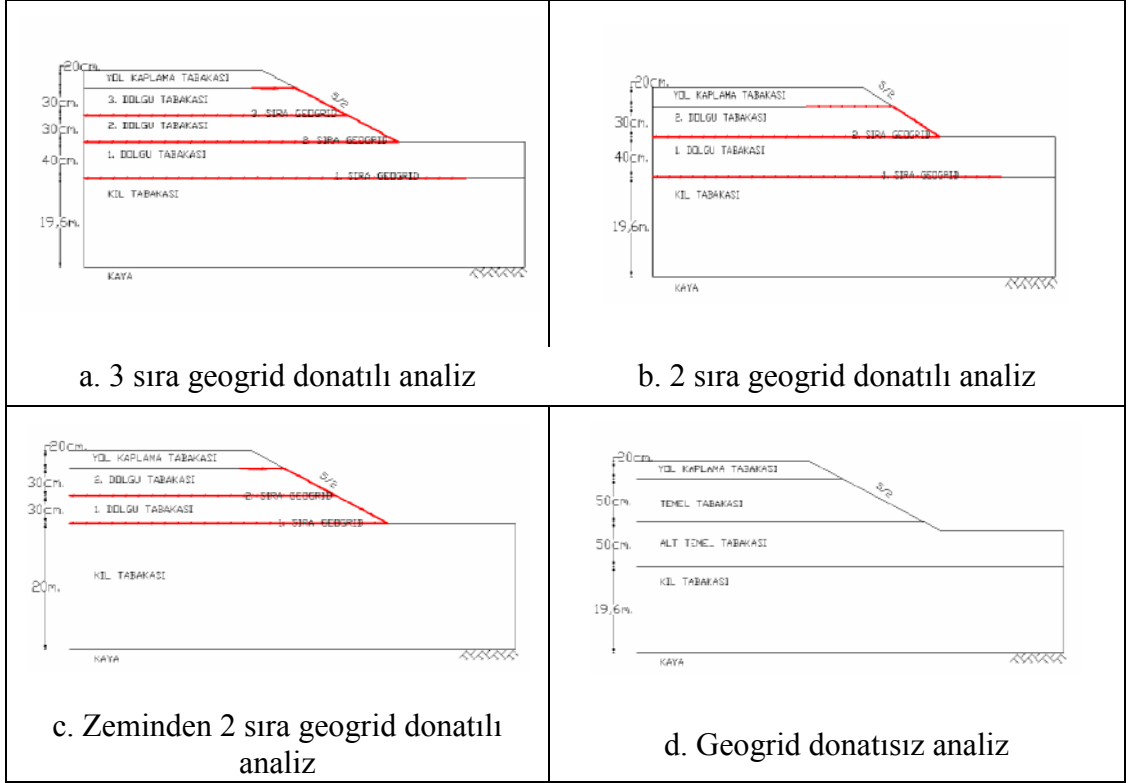 20cm.
YOL KAPLAMA TABAKASI
30cm.
3. DOLGU TABAKASI
5/2
3. SIRA GEOGRID
30cm.
2. DOLGU TABAKASI
2. SIRA GEOGRID
40cm.
1. DOLGU TABAKASI
1. SIRA GEOGRID
KIL TABAKASI
19,6m.
KAYA
a. 3 sıra geogrid donatılı analiz
20cm.
YOL KAPLAMA TABAKASI
5/2
30cm.
2. DOLGU TABAKASI
2. SIRA GEOGRID
40cm.
1. DOLGU TABAKASI
1. SIRA GEOGRID
KIL TABAKASI
19,6m.
KAYA
b. 2 sıra geogrid donatılı analiz
20cm.
YOL KAPLAMA TABAKASI
30cm.
2. DOLGU TABAKASI
5/2
2. SIRA GEOGRID
30cm.
1. DOLGU TABAKASI
1. SIRA GEOGRID
KIL TABAKASI
20m.
KAYA
c. Zeminden 2 sıra geogrid donatılı
analiz
20cm.
YOL KAPLAMA TABAKASI
5/2
50cm.
TEMEL TABAKASI
50cm.
ALT TEMEL TABAKASI
KIL TABAKASI
19,6m.
KAYA
d. Geogrid donatısız analiz